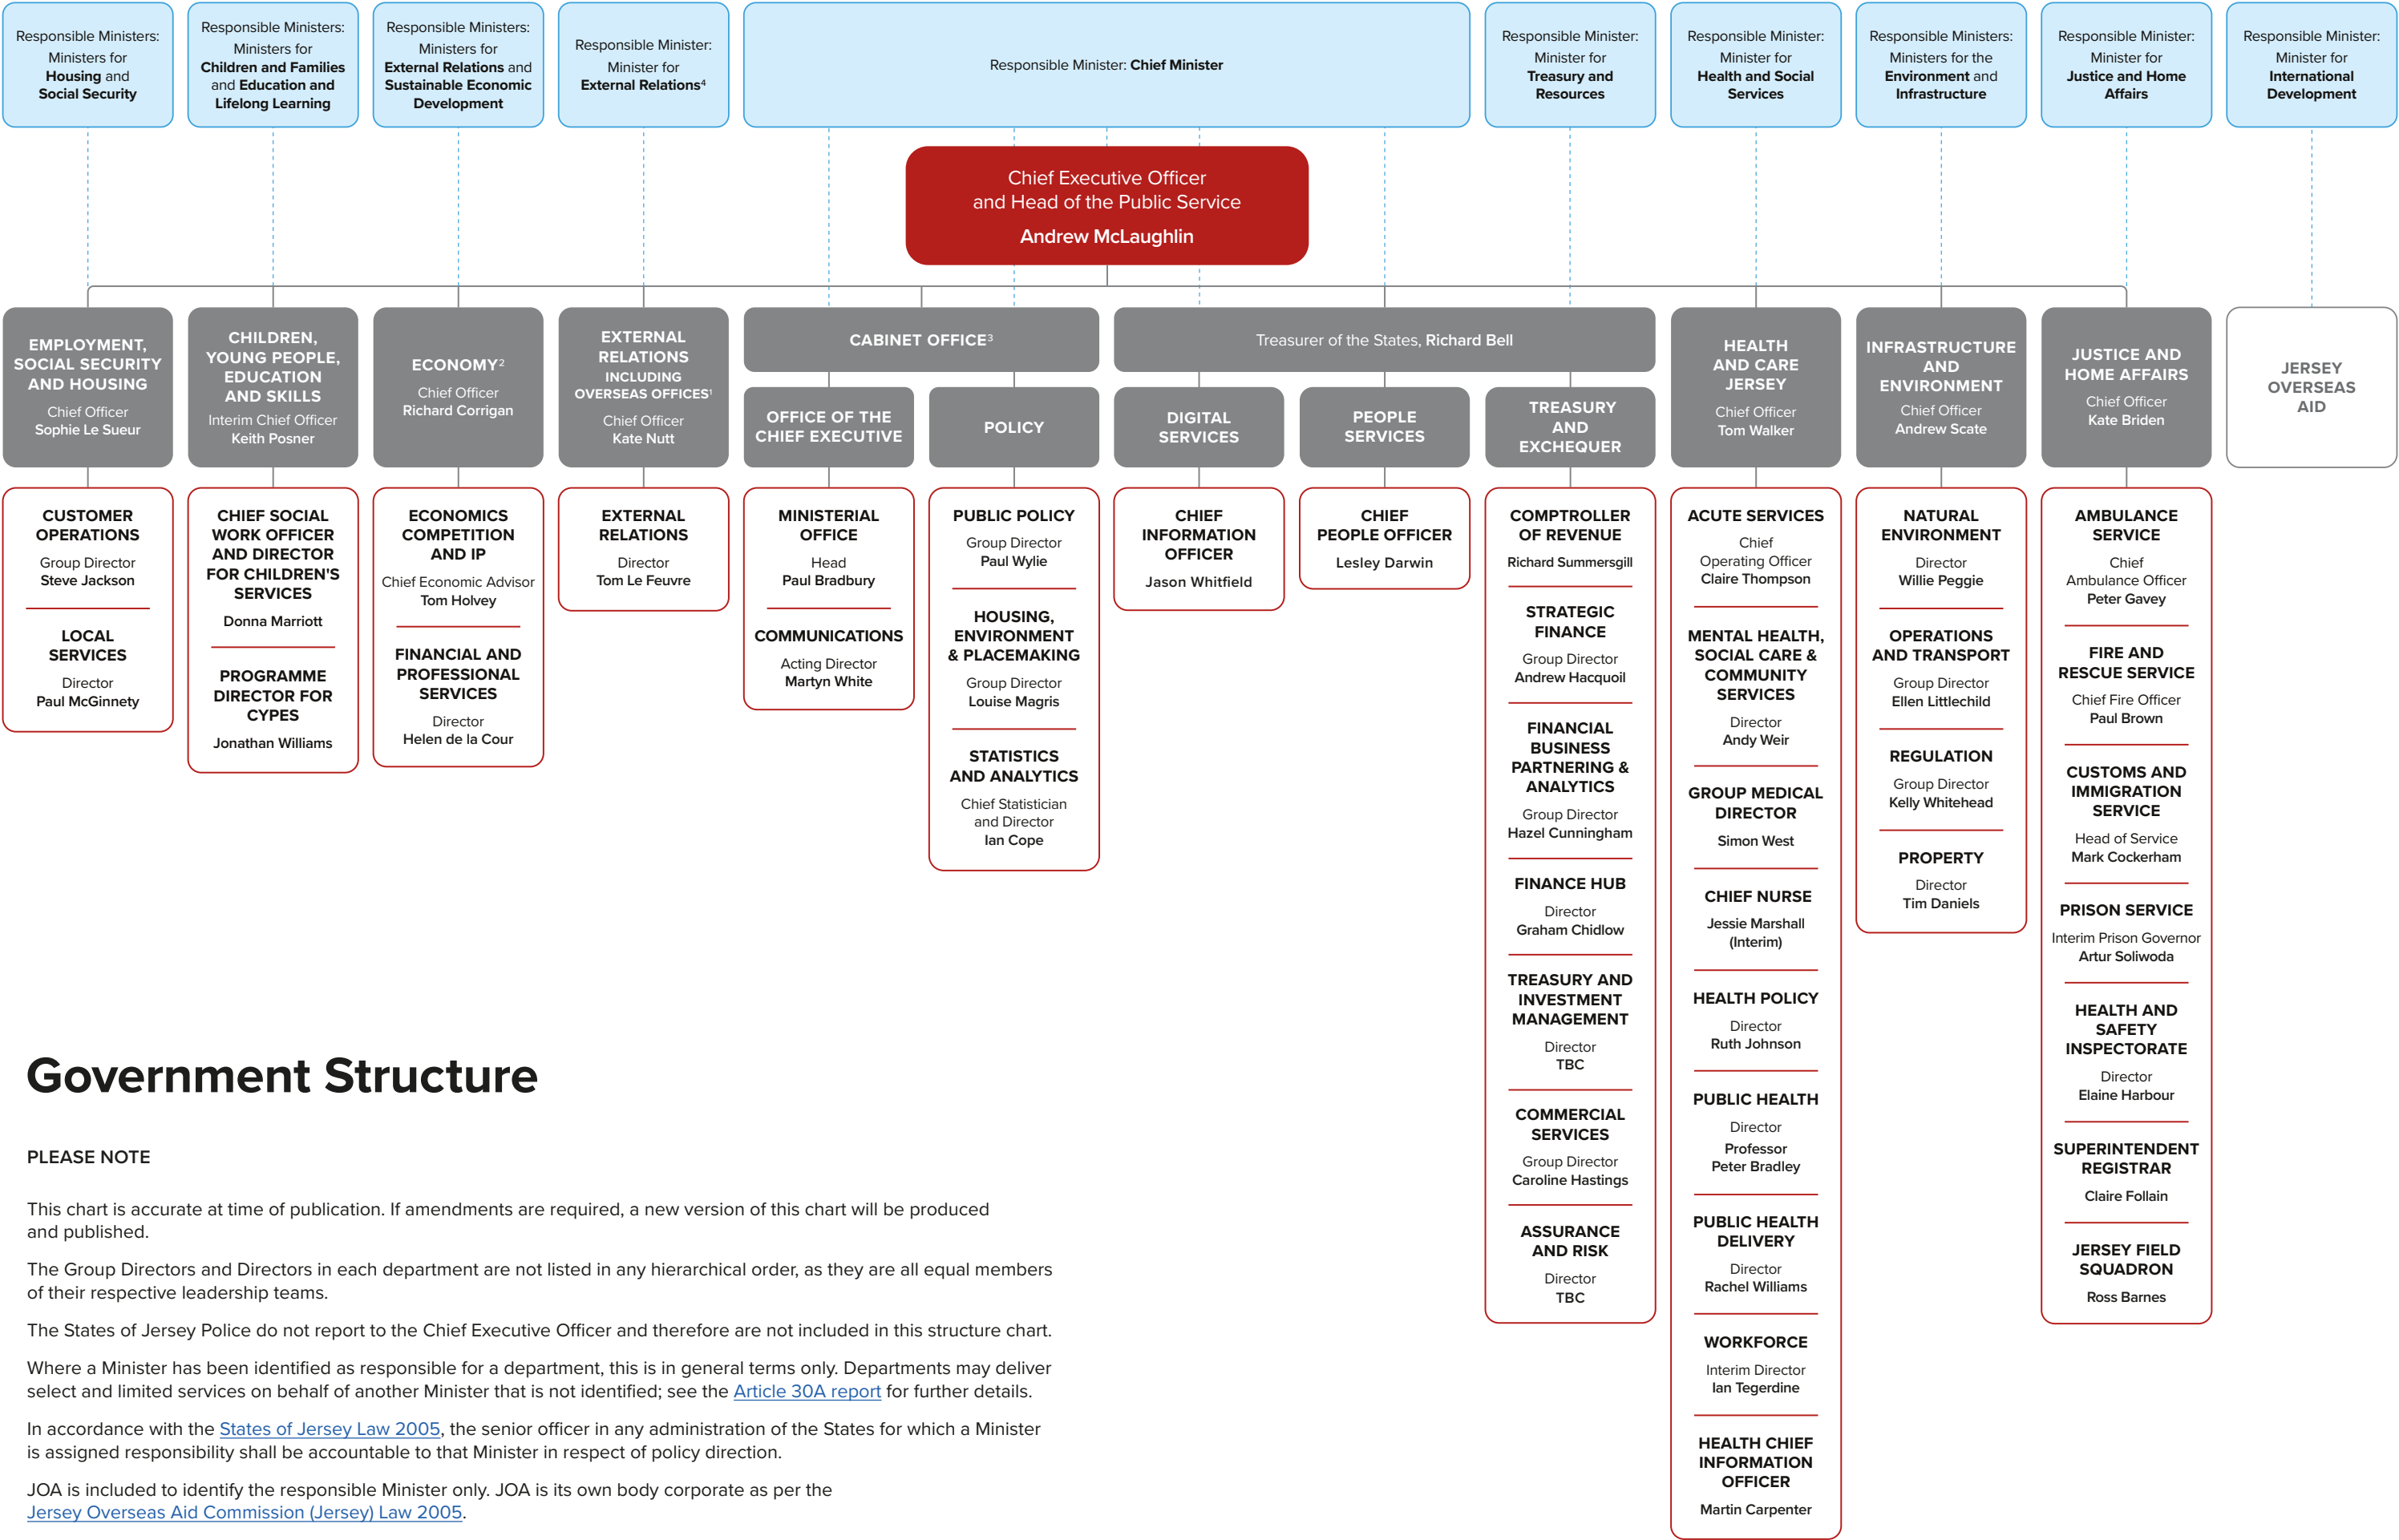 Responsible Ministers:
Ministers for
Housing and
Social Security
Responsible Ministers:
Ministers for
Children and Families
and Education and
Lifelong Learning
Responsible Ministers:
Ministers for
External Relations and
Sustainable Economic
Development
Responsible Minister:
Minister for
External Relations⁴
Responsible Minister: Chief Minister
Responsible Minister:
Minister for
Treasury and
Resources
Responsible Minister:
Minister for
Health and Social
Services
Responsible Ministers:
Ministers for the
Environment and
Infrastructure
Responsible Minister:
Minister for
Justice and Home
Affairs
Responsible Minister:
Minister for
International
Development
Chief Executive Officer
and Head of the Public Service
Andrew McLaughlin
EMPLOYMENT,
SOCIAL SECURITY
AND HOUSING
Chief Officer
Sophie Le Sueur
CHILDREN,
YOUNG PEOPLE,
EDUCATION
AND SKILLS
Interim Chief Officer
Keith Posner
ECONOMY²
Chief Officer
Richard Corrigan
EXTERNAL
RELATIONS
INCLUDING
OVERSEAS OFFICES¹
Chief Officer
Kate Nutt
CABINET OFFICE³
OFFICE OF THE
CHIEF EXECUTIVE
POLICY
Treasurer of the States, Richard Bell
DIGITAL
SERVICES
PEOPLE
SERVICES
TREASURY
AND
EXCHEQUER
HEALTH
AND CARE
JERSEY
Chief Officer
Tom Walker
INFRASTRUCTURE
AND
ENVIRONMENT
Chief Officer
Andrew Scate
JUSTICE AND
HOME AFFAIRS
Chief Officer
Kate Briden
JERSEY
OVERSEAS
AID
CUSTOMER
OPERATIONS
Group Director
Steve Jackson
LOCAL
SERVICES
Director
Paul McGinnety
CHIEF SOCIAL
WORK OFFICER
AND DIRECTOR
FOR CHILDREN'S
SERVICES
Donna Marriott
PROGRAMME
DIRECTOR FOR
CYPES
Jonathan Williams
ECONOMICS
COMPETITION
AND IP
Chief Economic Advisor
Tom Holvey
FINANCIAL AND
PROFESSIONAL
SERVICES
Director
Helen de la Cour
EXTERNAL
RELATIONS
Director
Tom Le Feuvre
MINISTERIAL
OFFICE
Head
Paul Bradbury
COMMUNICATIONS
Acting Director
Martyn White
PUBLIC POLICY
Group Director
Paul Wylie
HOUSING,
ENVIRONMENT
& PLACEMAKING
Group Director
Louise Magris
STATISTICS
AND ANALYTICS
Chief Statistician
and Director
Ian Cope
CHIEF
INFORMATION
OFFICER
Jason Whitfield
CHIEF
PEOPLE OFFICER
Lesley Darwin
COMPTROLLER
OF REVENUE
Richard Summersgill
STRATEGIC
FINANCE
Group Director
Andrew Hacquoil
FINANCIAL
BUSINESS
PARTNERING &
ANALYTICS
Group Director
Hazel Cunningham
FINANCE HUB
Director
Graham Chidlow
TREASURY AND
INVESTMENT
MANAGEMENT
Director
TBC
COMMERCIAL
SERVICES
Group Director
Caroline Hastings
ASSURANCE
AND RISK
Director
TBC
ACUTE SERVICES
Chief
Operating Officer
Claire Thompson
MENTAL HEALTH,
SOCIAL CARE &
COMMUNITY
SERVICES
Director
Andy Weir
GROUP MEDICAL
DIRECTOR
Simon West
CHIEF NURSE
Jessie Marshall
(Interim)
HEALTH POLICY
Director
Ruth Johnson
PUBLIC HEALTH
Director
Professor
Peter Bradley
PUBLIC HEALTH
DELIVERY
Director
Rachel Williams
WORKFORCE
Interim Director
Ian Tegerdine
HEALTH CHIEF
INFORMATION
OFFICER
Martin Carpenter
NATURAL
ENVIRONMENT
Director
Willie Peggie
OPERATIONS
AND TRANSPORT
Group Director
Ellen Littlechild
REGULATION
Group Director
Kelly Whitehead
PROPERTY
Director
Tim Daniels
AMBULANCE
SERVICE
Chief
Ambulance Officer
Peter Gavey
FIRE AND
RESCUE SERVICE
Chief Fire Officer
Paul Brown
CUSTOMS AND
IMMIGRATION
SERVICE
Head of Service
Mark Cockerham
PRISON SERVICE
Interim Prison Governor
Artur Soliwoda
HEALTH AND
SAFETY
INSPECTORATE
Director
Elaine Harbour
SUPERINTENDENT
REGISTRAR
Claire Follain
JERSEY FIELD
SQUADRON
Ross Barnes
Government Structure
PLEASE NOTE
This chart is accurate at time of publication. If amendments are required, a new version of this chart will be produced
and published.
The Group Directors and Directors in each department are not listed in any hierarchical order, as they are all equal members
of their respective leadership teams.
The States of Jersey Police do not report to the Chief Executive Officer and therefore are not included in this structure chart.
Where a Minister has been identified as responsible for a department, this is in general terms only. Departments may deliver
select and limited services on behalf of another Minister that is not identified; see the Article 30A report for further details.
In accordance with the States of Jersey Law 2005, the senior officer in any administration of the States for which a Minister
is assigned responsibility shall be accountable to that Minister in respect of policy direction.
JOA is included to identify the responsible Minister only. JOA is its own body corporate as per the
Jersey Overseas Aid Commission (Jersey) Law 2005.